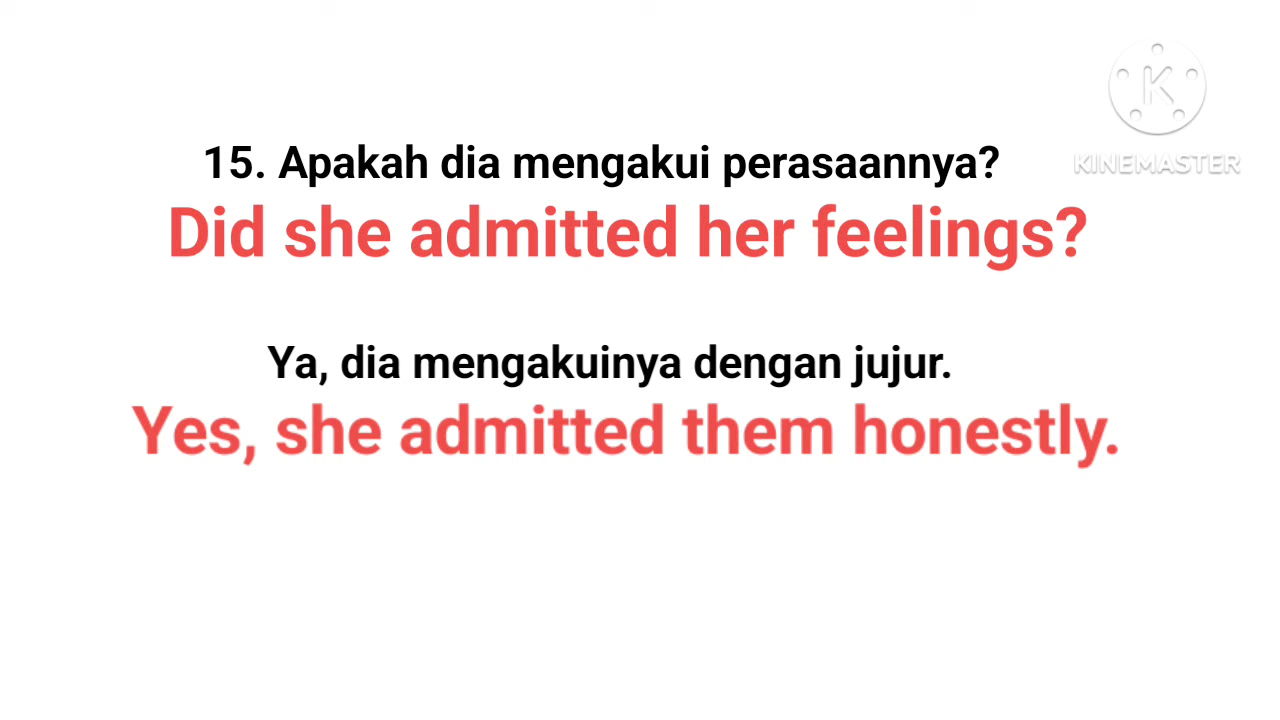 15. Apakah dia mengakui perasaannya?
Did she admitted her feelings?
Ya, dia mengakuinya dengan jujur.
Yes, she admitted them honestly.
K
KINEMASTER